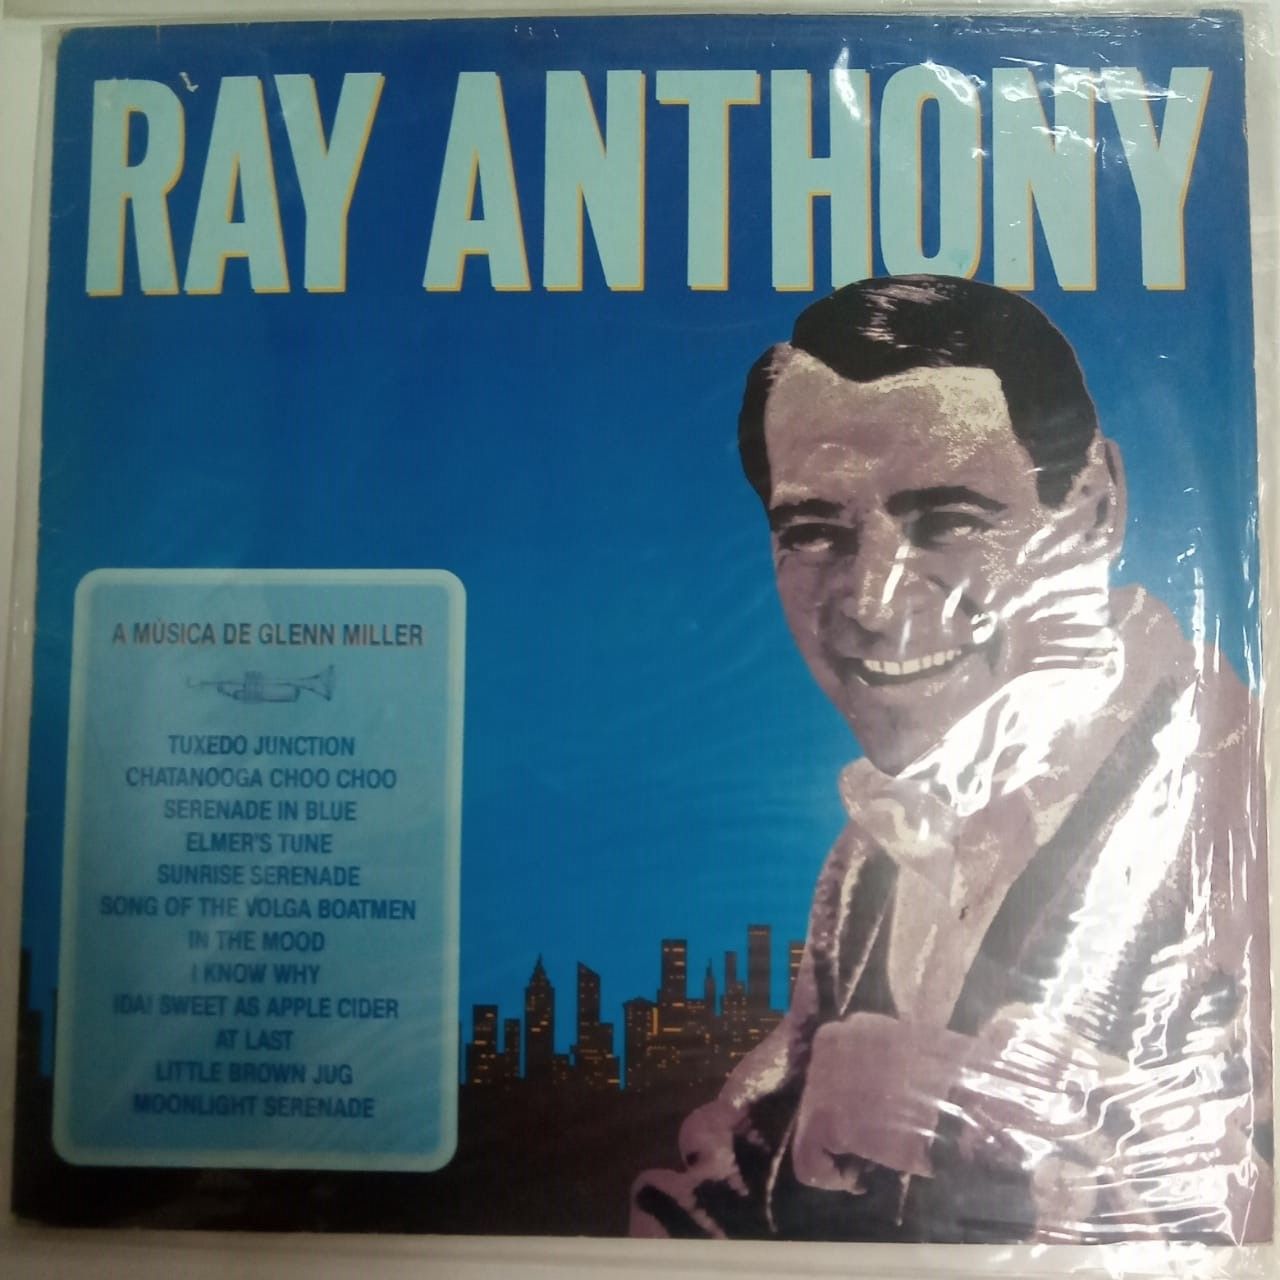 RAY ANTHONY
A MÚSICA DE GLENN MILLER
TUXEDO JUNCTION
CHATANOOGA CHOO CHOO
SERENADE IN BLUE
ELMER'S TUNE
SUNRISE SERENADE
SONG OF THE VOLGA BOATMEN
IN THE MOOD
I KNOW WHY
IDA! SWEET AS APPLE CIDER
AT LAST
LITTLE BROWN JUG
MOONLIGHT SERENADE